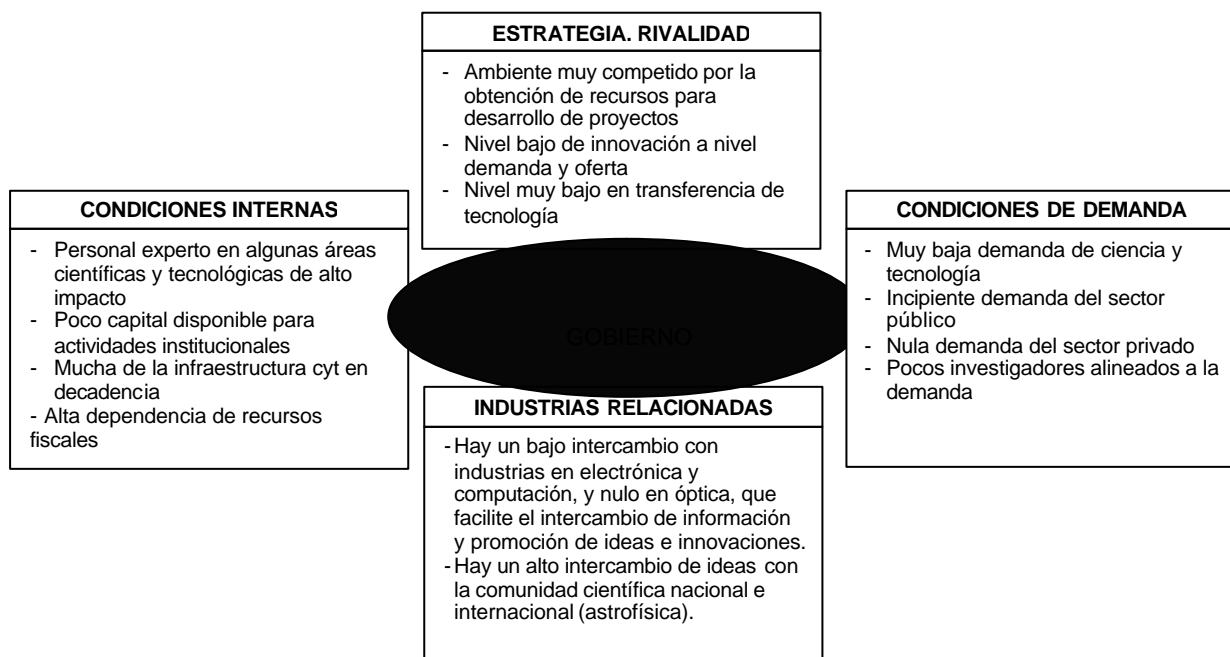 ESTRATEGIA. RIVALIDAD
- Ambiente muy competido por la
obtención de recursos para
desarrollo de proyectos
- Nivel bajo de innovación a nivel
demanda y oferta
- Nivel muy bajo en transferencia de
tecnología
CONDICIONES INTERNAS
- Personal experto en algunas áreas
científicas y tecnológicas de alto
impacto
- Poco capital disponible para
actividades institucionales
- Mucha de la infraestructura cyt en
decadencia
- Alta dependencia de recursos
fiscales
GOBIERNO
CONDICIONES DE DEMANDA
- Muy baja demanda de ciencia y
tecnología
- Incipiente demanda del sector
público
- Nula demanda del sector privado
- Pocos investigadores alineados a la
demanda
INDUSTRIAS RELACIONADAS
- Hay un bajo intercambio con
industrias en electrónica y
computación, y nulo en óptica, que
facilite el intercambio de información
y promoción de ideas e innovaciones.
- Hay un alto intercambio de ideas con
la comunidad científica nacional e
internacional (astrofísica).